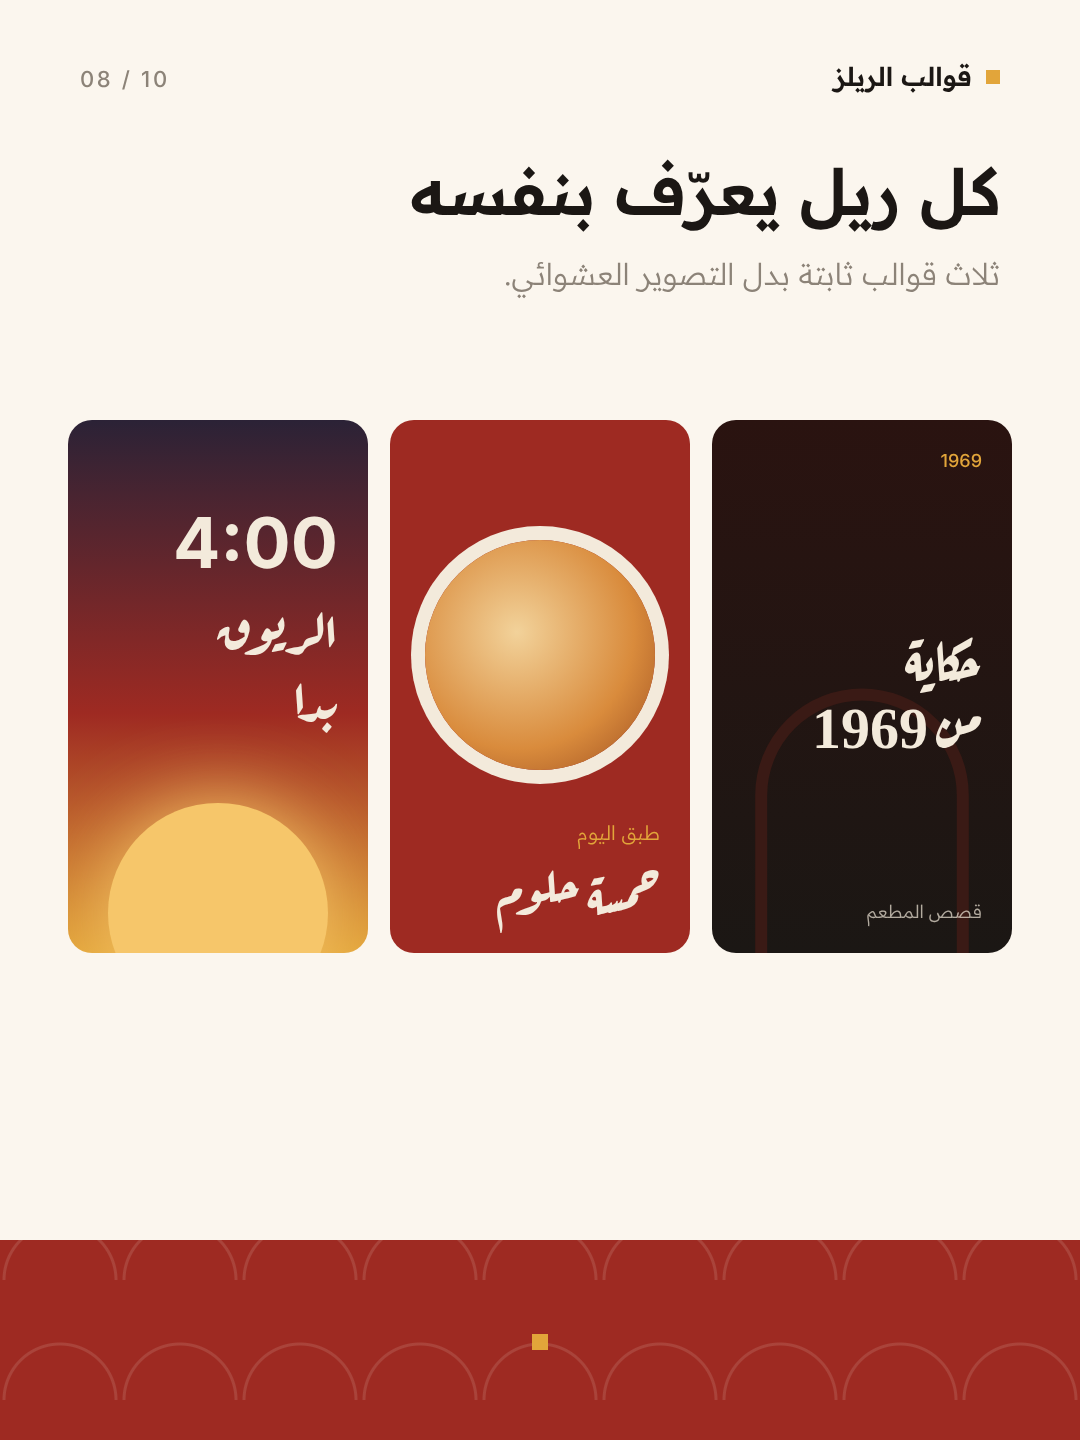 قوالب الريلز
08 / 10
كل ريل يعرّف بنفسه
ثلاث قوالب ثابتة بدل التصوير العشوائي.
1969
حكاية
من 1969
قصص المطعم
طبق اليوم
حمسة حلوم
4:00
الريوق
بدا